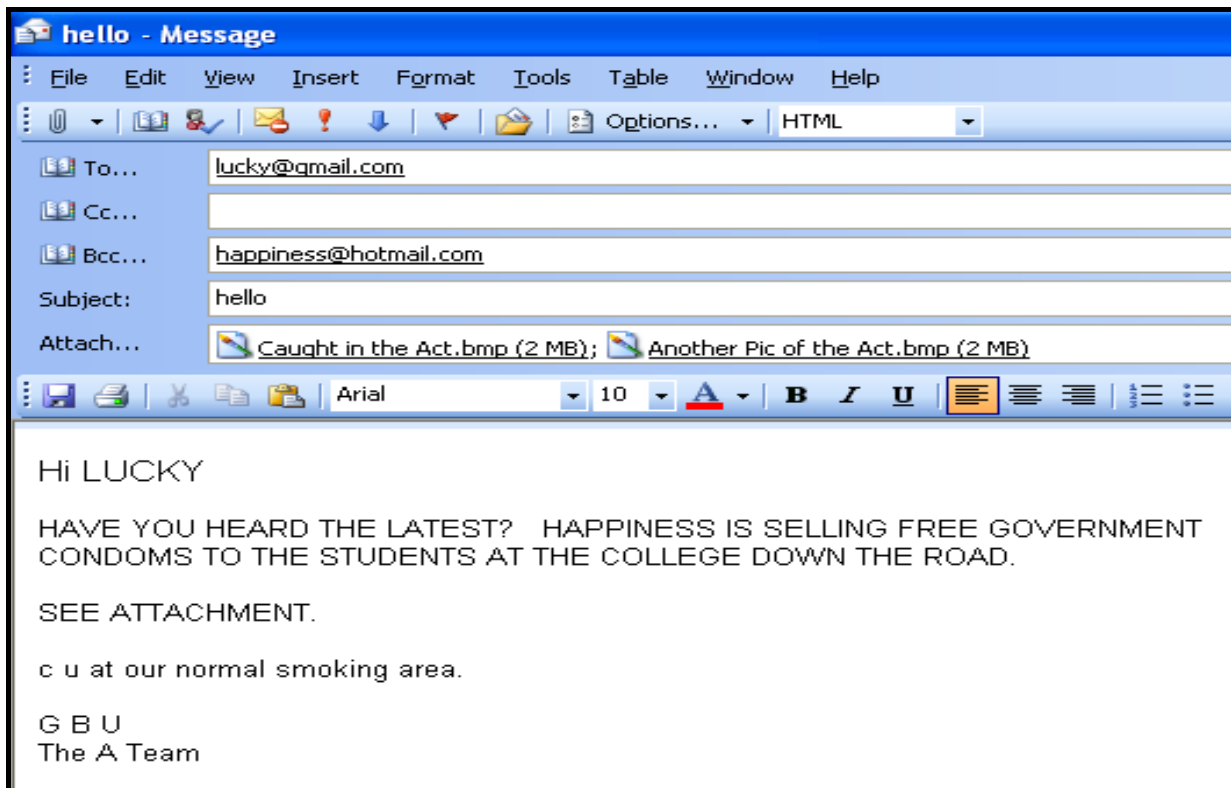 hello - Message
File Edit View Insert Format Tools Table Window Help
Options... HTML
To... lucky@gmail.com
Cc...
Bcc... happiness@hotmail.com
Subject: hello
Attach... Caught in the Act.bmp (2 MB); Another Pic of the Act.bmp (2 MB)
Arial 10 A B I U
Hi LUCKY
HAVE YOU HEARD THE LATEST? HAPPINESS IS SELLING FREE GOVERNMENT
CONDOMS TO THE STUDENTS AT THE COLLEGE DOWN THE ROAD.
SEE ATTACHMENT.
c u at our normal smoking area.
G B U
The A Team